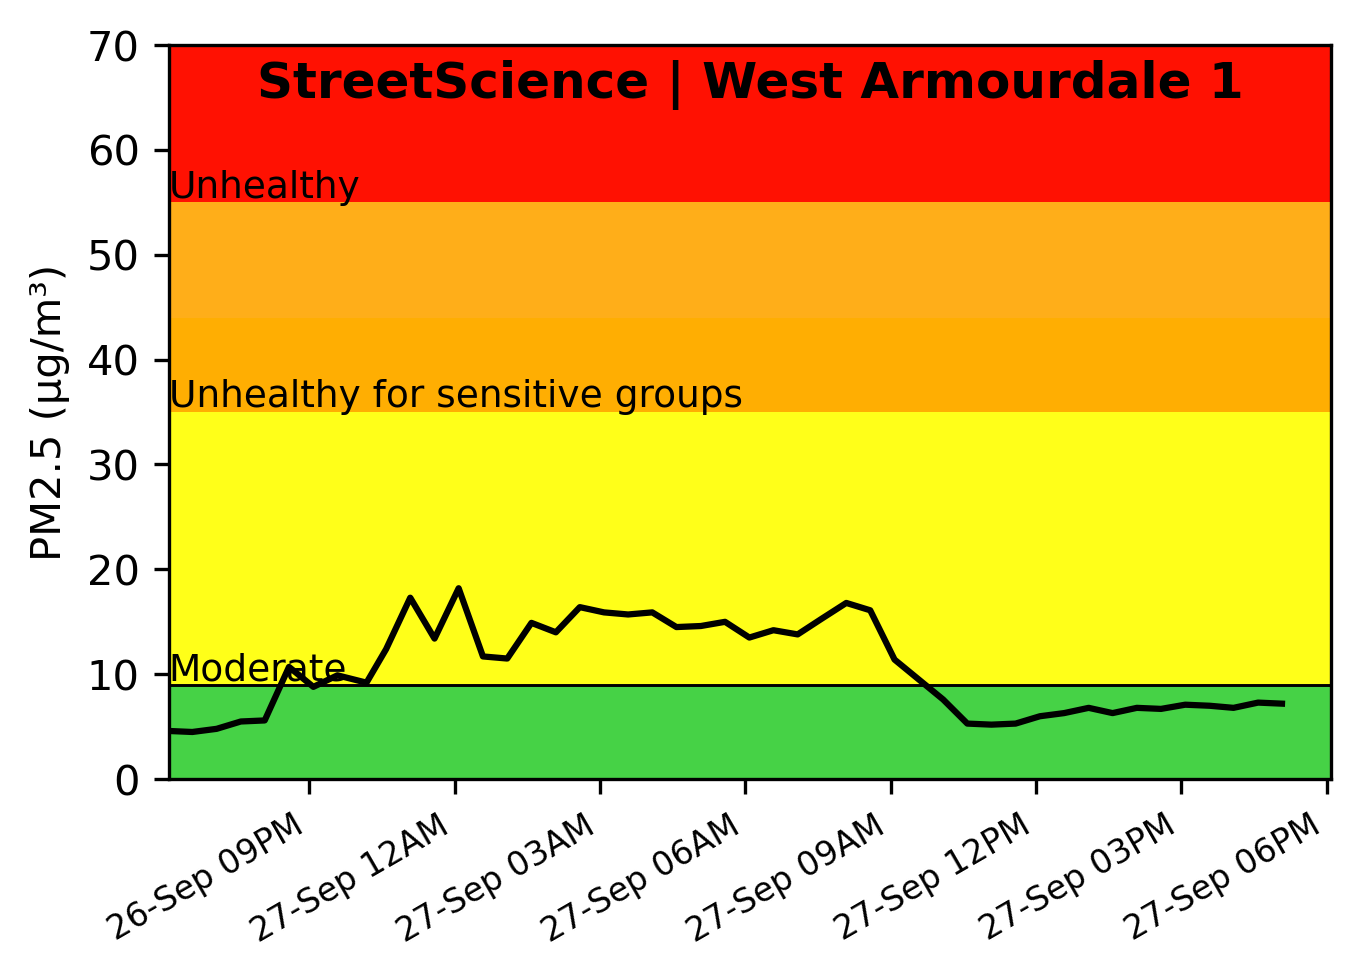 StreetScience | West Armourdale 1
70
60
50
40
30
20
10
0
PM2.5 (µg/m³)
Unhealthy
Unhealthy for sensitive groups
Moderate
26-Sep 09PM
27-Sep 12AM
27-Sep 03AM
27-Sep 06AM
27-Sep 09AM
27-Sep 12PM
27-Sep 03PM
27-Sep 06PM